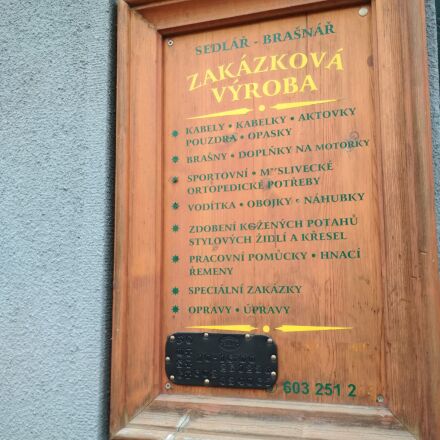 SEDLÁŘ - BRAŠNÁŘ
ZAKÁZKOVÁ
VÝROBA
KABELY • KABELKY • AKTOVKY
POUZDRA • OPASKY
BRAŠNY • DOPLŇKY NA MOTORKY
SPORTOVNÍ • MYSLIVECKÉ
ORTOPEDICKÉ POTŘEBY
VODÍTKA • OBOJKY • NÁHUBKY
ZDOBENÍ KOŽENÝCH POTAHŮ
STYLOVÝCH ŽIDLÍ A KŘESEL
PRACOVNÍ POMŮCKY • HNACÍ
ŘEMENY
SPECIÁLNÍ ZAKÁZKY
OPRAVY • ÚPRAVY
603 251 2